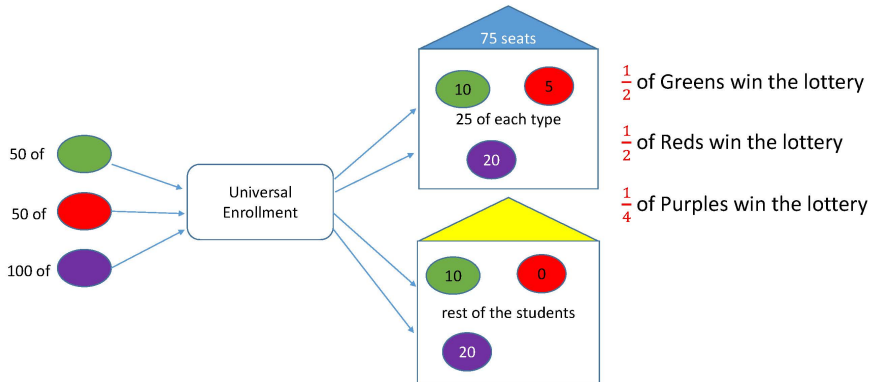 50 of
50 of
100 of
Universal
Enrollment
75 seats
10
5
25 of each type
20
10
0
rest of the students
20
1/2 of Greens win the lottery
1/2 of Reds win the lottery
1/4 of Purples win the lottery